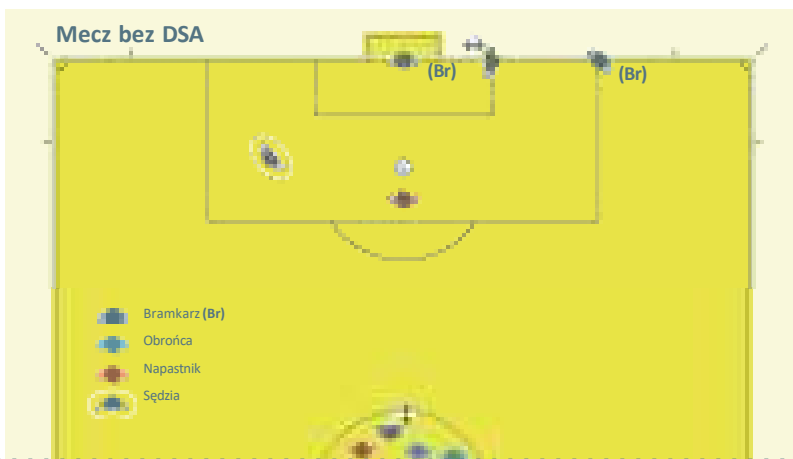 Mecz bez DSA
(Br)
(Br)
Bramkarz (Br)
Obrońca
Napastnik
Sędzia